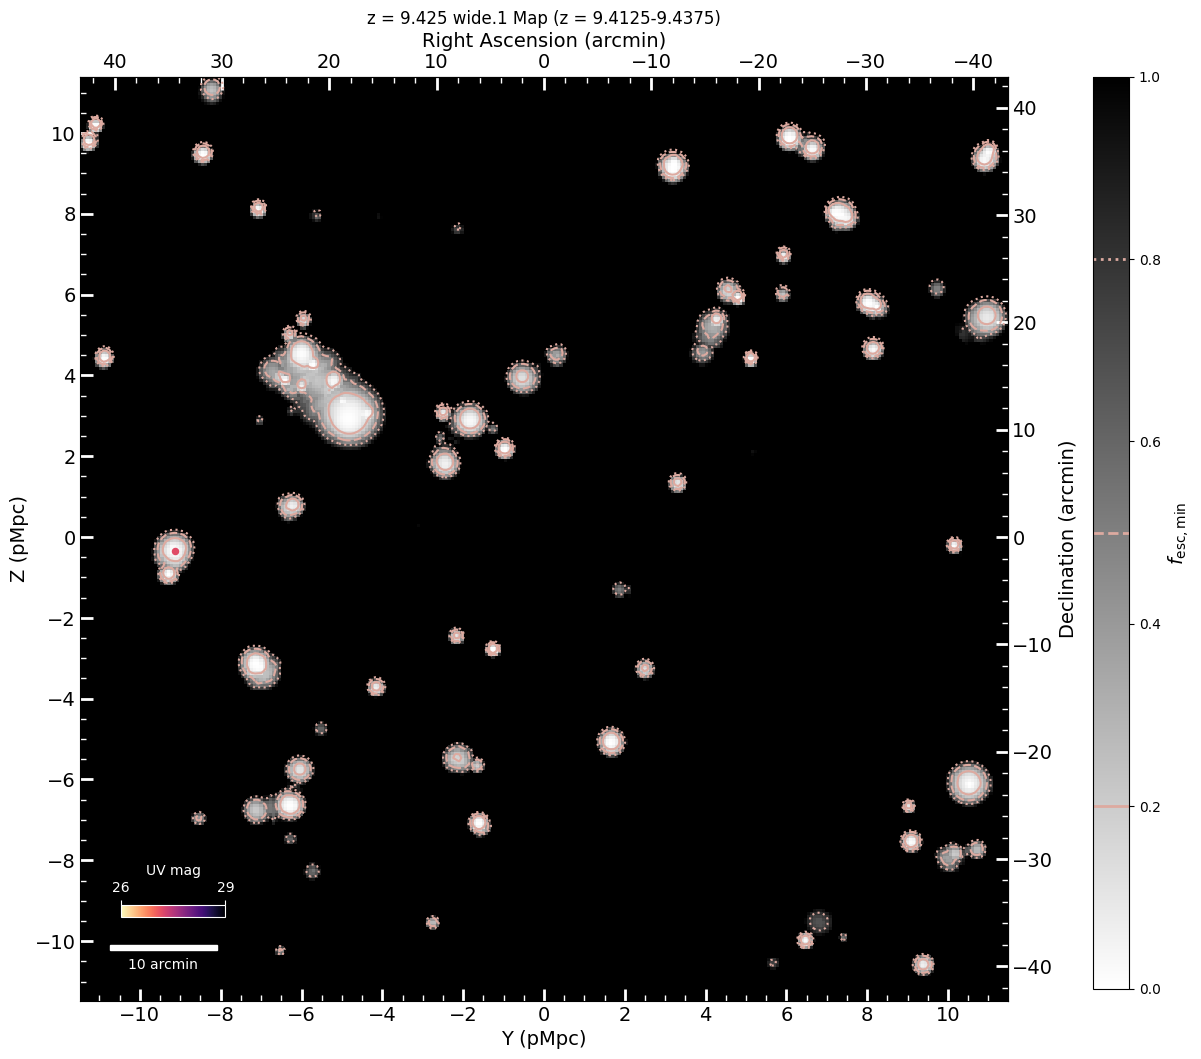 z = 9.425 wide.1 Map (z = 9.4125-9.4375)
Right Ascension (arcmin)
40 30 20 10 0 −10 −20 −30 −40
10
8
6
4
2
0
−2
−4
−6
−8
−10
Z (pMpc)
40
30
20
10
0
−10
−20
−30
−40
Declination (arcmin)
1.0
0.8
0.6
0.4
0.2
0.0
fesc, min
UV mag
26 29
10 arcmin
−10 −8 −6 −4 −2 0 2 4 6 8 10
Y (pMpc)